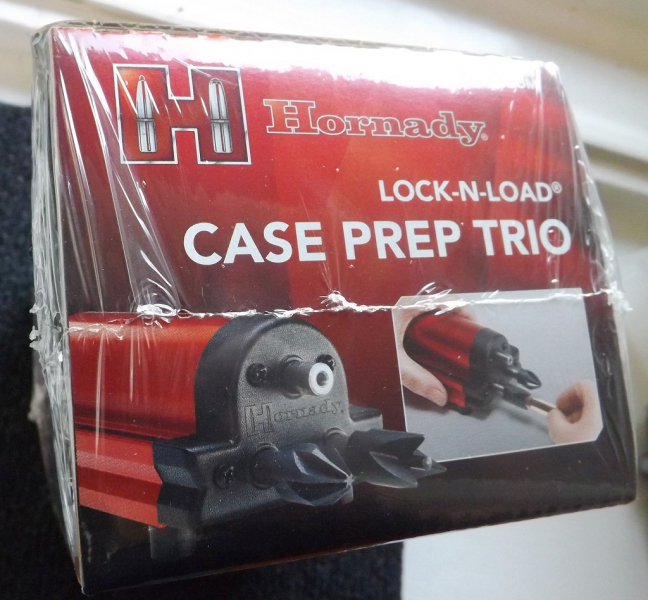 H Hornady®
LOCK-N-LOAD®
CASE PREP TRIO
Hornady